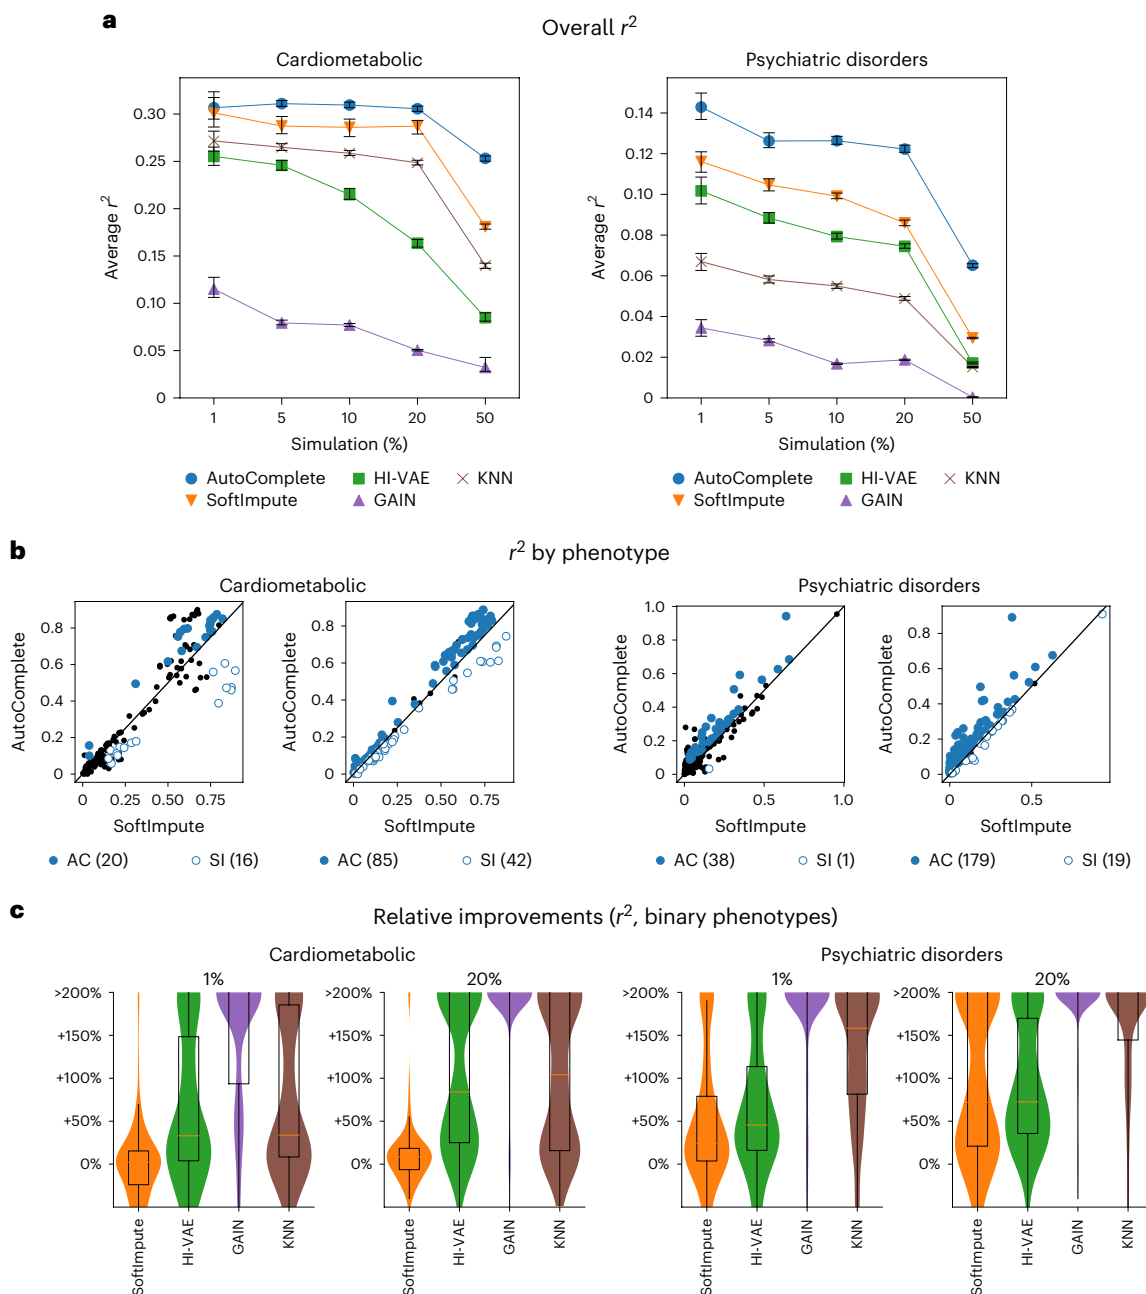 a
Overall r²
Cardiometabolic
Psychiatric disorders
Average r²
0.30
0.25
0.20
0.15
0.10
0.05
0
1 5 10 20 50
Simulation (%)
Average r²
0.14
0.12
0.10
0.08
0.06
0.04
0.02
0
1 5 10 20 50
Simulation (%)
AutoComplete HI-VAE KNN
SoftImpute GAIN
AutoComplete HI-VAE KNN
SoftImpute GAIN
b
r² by phenotype
Cardiometabolic
Psychiatric disorders
AutoComplete
0.8
0.6
0.4
0.2
0
0 0.25 0.50 0.75
SoftImpute
AC (20) SI (16)
AutoComplete
0.8
0.6
0.4
0.2
0
0 0.25 0.50 0.75
SoftImpute
AC (85) SI (42)
AutoComplete
1.0
0.8
0.6
0.4
0.2
0
0 0.5 1.0
SoftImpute
AC (38) SI (1)
AutoComplete
0.8
0.6
0.4
0.2
0
0 0.5
SoftImpute
AC (179) SI (19)
c
Relative improvements (r², binary phenotypes)
Cardiometabolic
Psychiatric disorders
1%
>200%
+150%
+100%
+50%
0%
SoftImpute
HI-VAE
GAIN
KNN
20%
>200%
+150%
+100%
+50%
0%
SoftImpute
HI-VAE
GAIN
KNN
1%
>200%
+150%
+100%
+50%
0%
SoftImpute
HI-VAE
GAIN
KNN
20%
>200%
+150%
+100%
+50%
0%
SoftImpute
HI-VAE
GAIN
KNN